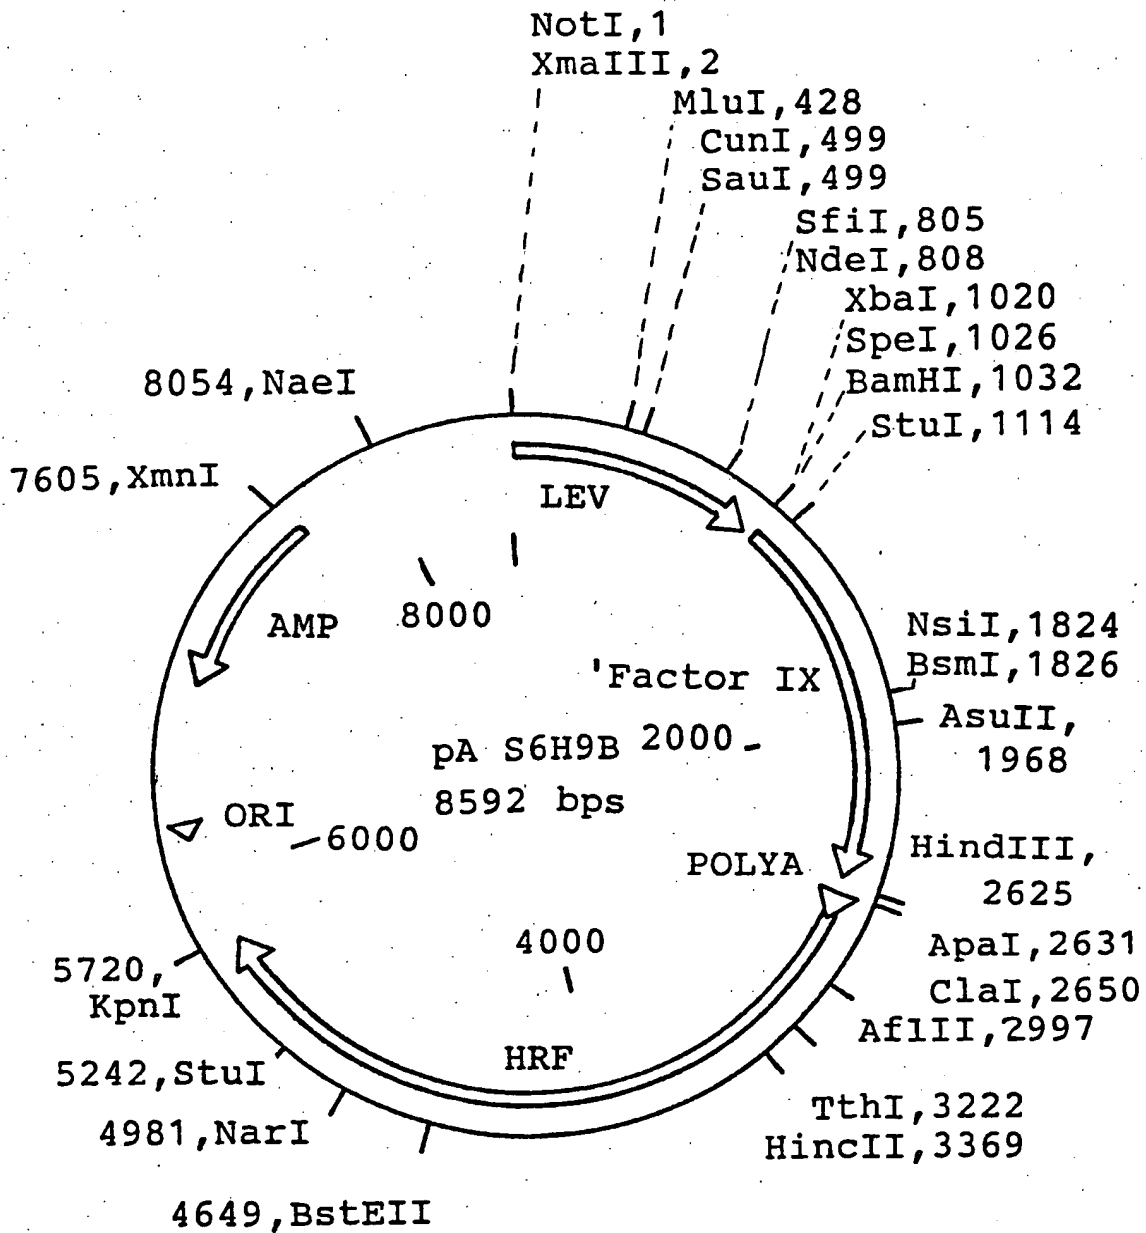 NotI,1
XmaIII,2
MluI,428
CunI,499
SauI,499
SfiI,805
NdeI,808
XbaI,1020
SpeI,1026
BamHI,1032
StuI,1114
8054,NaeI
7605,XmnI
LEV
8000
AMP
NsiI,1824
BsmI,1826
'Factor IX
AsuII,
1968
pA S6H9B
8592 bps
2000
ORI
6000
POLYA
HindIII,
2625
ApaI,2631
ClaI,2650
AflII,2997
4000
5720,
KpnI
HRF
5242,StuI
TthI,3222
HincII,3369
4981,NarI
4649,BstEII